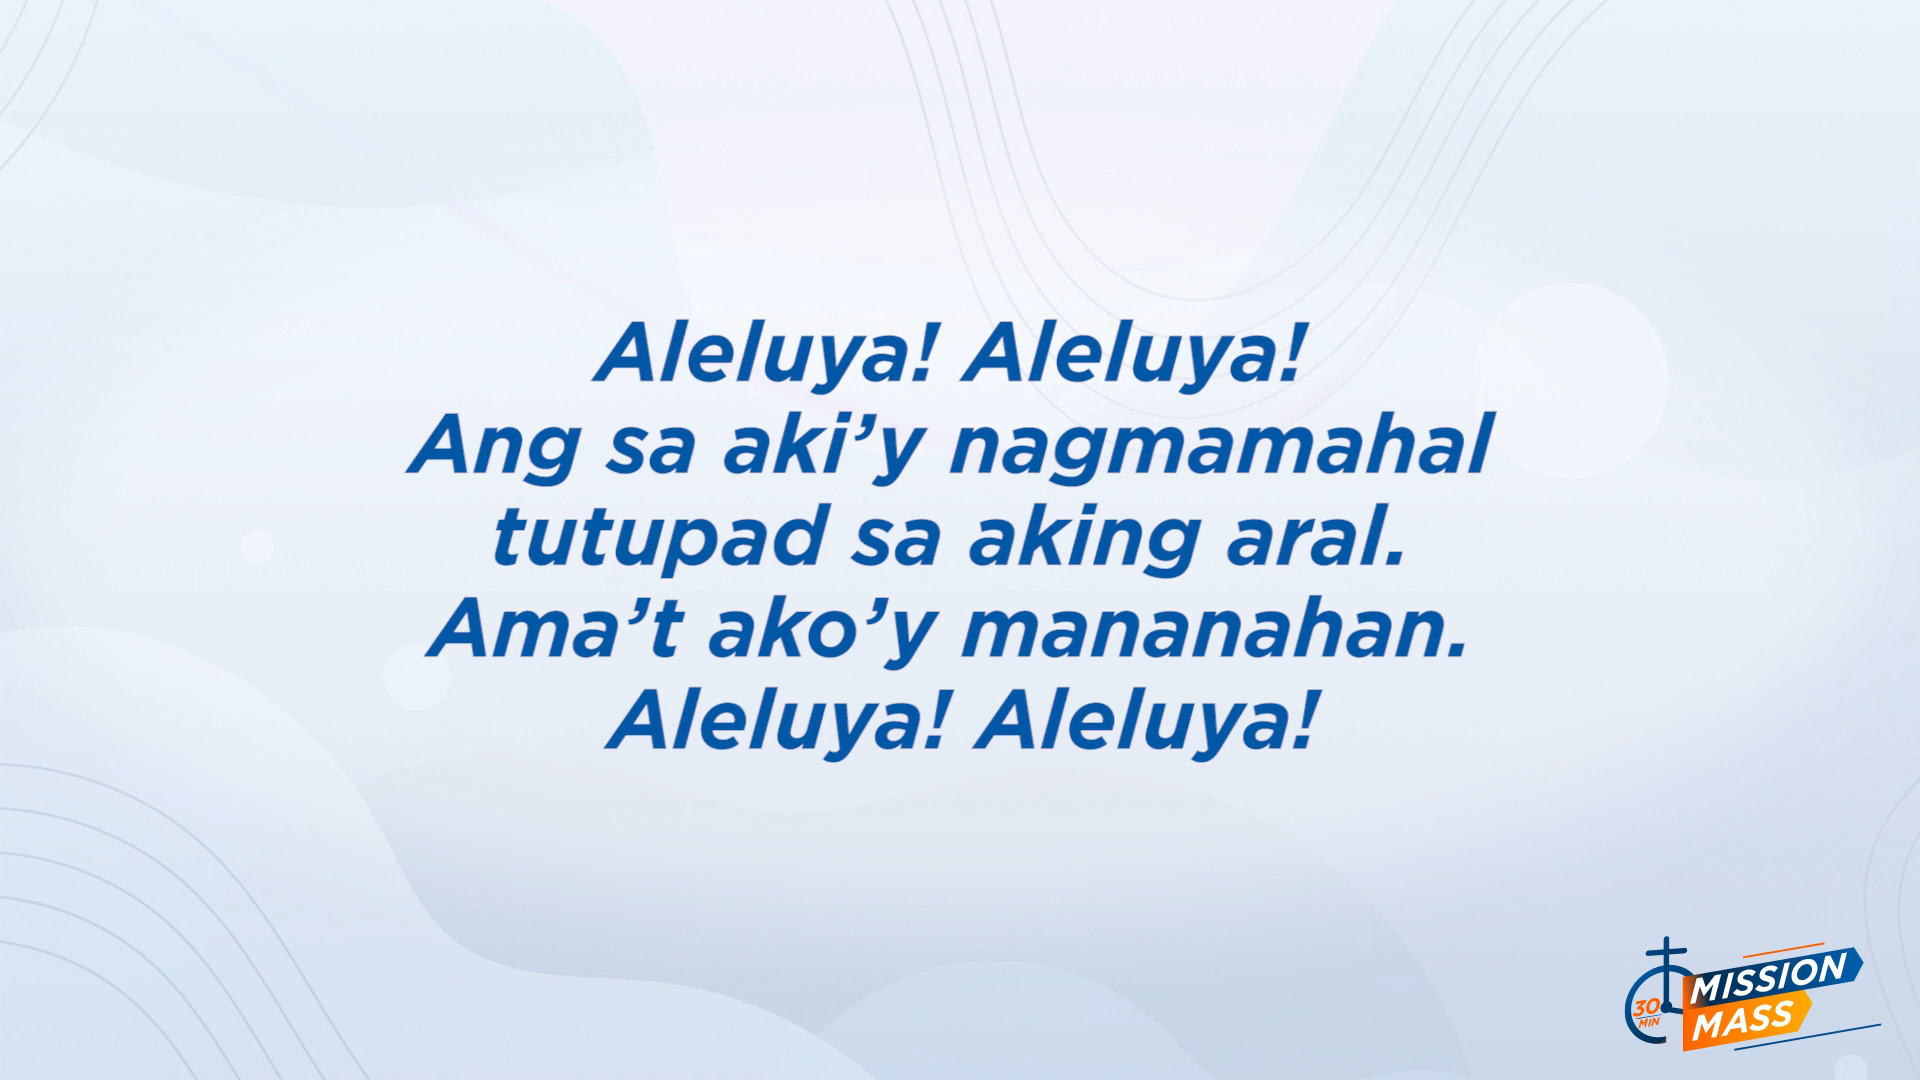 Aleluya! Aleluya!
Ang sa aki’y nagmamahal
tutupad sa aking aral.
Ama’t ako’y mananahan.
Aleluya! Aleluya!
30
MIN
MISSION
MASS